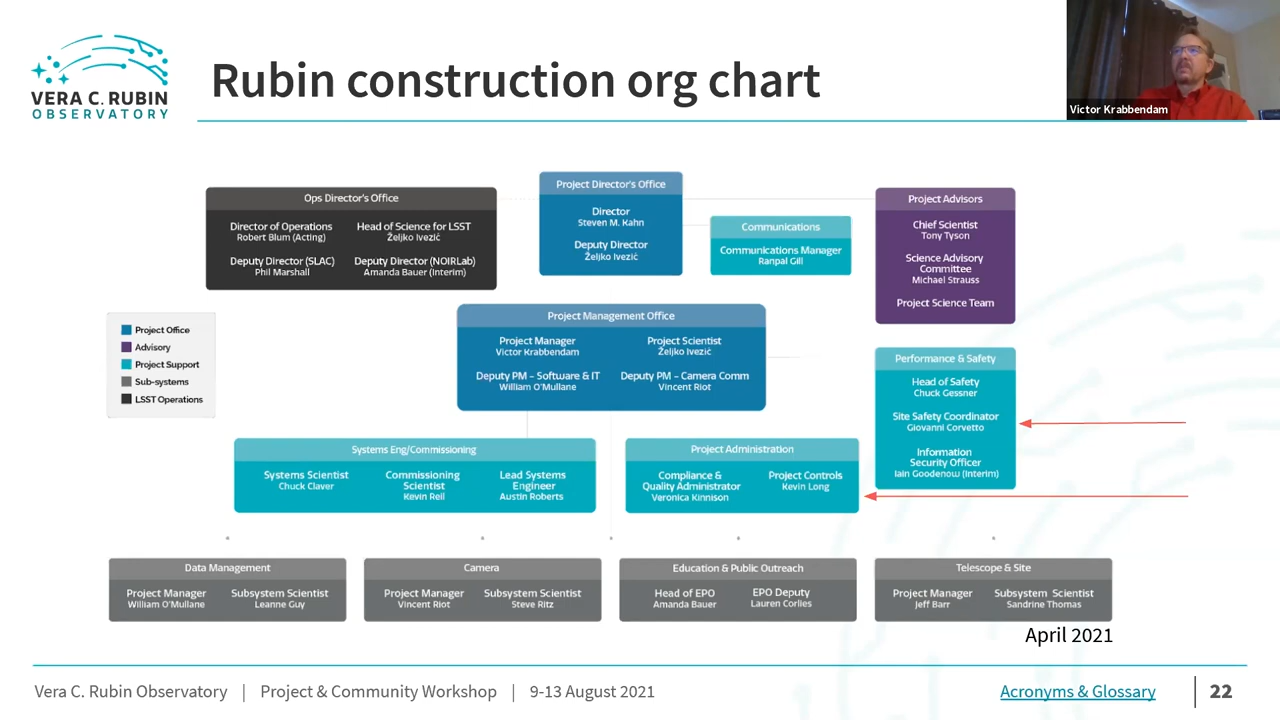 VERA C. RUBIN
OBSERVATORY
Rubin construction org chart
Victor Krabbendam
Ops Director's Office
Director of Operations
Robert Blum (Acting)
Head of Science for LSST
Željko Ivezić
Deputy Director (SLAC)
Phil Marshall
Deputy Director (NOIRLab)
Amanda Bauer (Interim)
Project Director's Office
Director
Steven M. Kahn
Deputy Director
Željko Ivezić
Communications
Communications Manager
Ranpal Gill
Project Advisors
Chief Scientist
Tony Tyson
Science Advisory
Committee
Michael Strauss
Project Science Team
Project Office
Advisory
Project Support
Sub-systems
LSST Operations
Project Management Office
Project Manager
Victor Krabbendam
Project Scientist
Željko Ivezić
Deputy PM – Software & IT
William O'Mullane
Deputy PM – Camera Comm
Vincent Riot
Performance & Safety
Head of Safety
Chuck Gessner
Site Safety Coordinator
Giovanni Corvetto
Information
Security Officer
Iain Goodenow (Interim)
Systems Eng/Commissioning
Systems Scientist
Chuck Claver
Commissioning
Scientist
Kevin Reil
Lead Systems
Engineer
Austin Roberts
Project Administration
Compliance &
Quality Administrator
Veronica Kinnison
Project Controls
Kevin Long
Data Management
Project Manager
William O'Mullane
Subsystem Scientist
Leanne Guy
Camera
Project Manager
Vincent Riot
Subsystem Scientist
Steve Ritz
Education & Public Outreach
Head of EPO
Amanda Bauer
EPO Deputy
Lauren Corlies
Telescope & Site
Project Manager
Jeff Barr
Subsystem Scientist
Sandrine Thomas
April 2021
Vera C. Rubin Observatory | Project & Community Workshop | 9-13 August 2021
Acronyms & Glossary
22